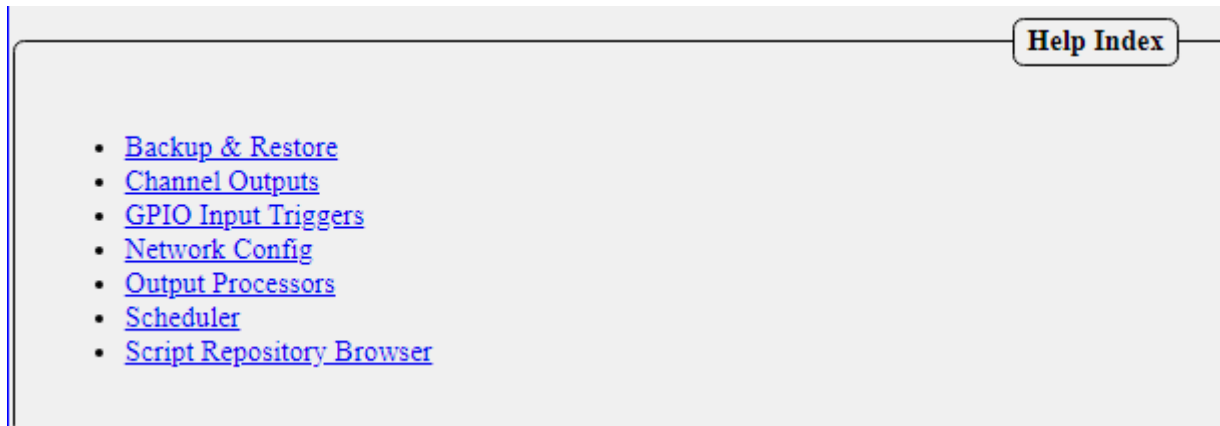 Help Index
Backup & Restore
Channel Outputs
GPIO Input Triggers
Network Config
Output Processors
Scheduler
Script Repository Browser